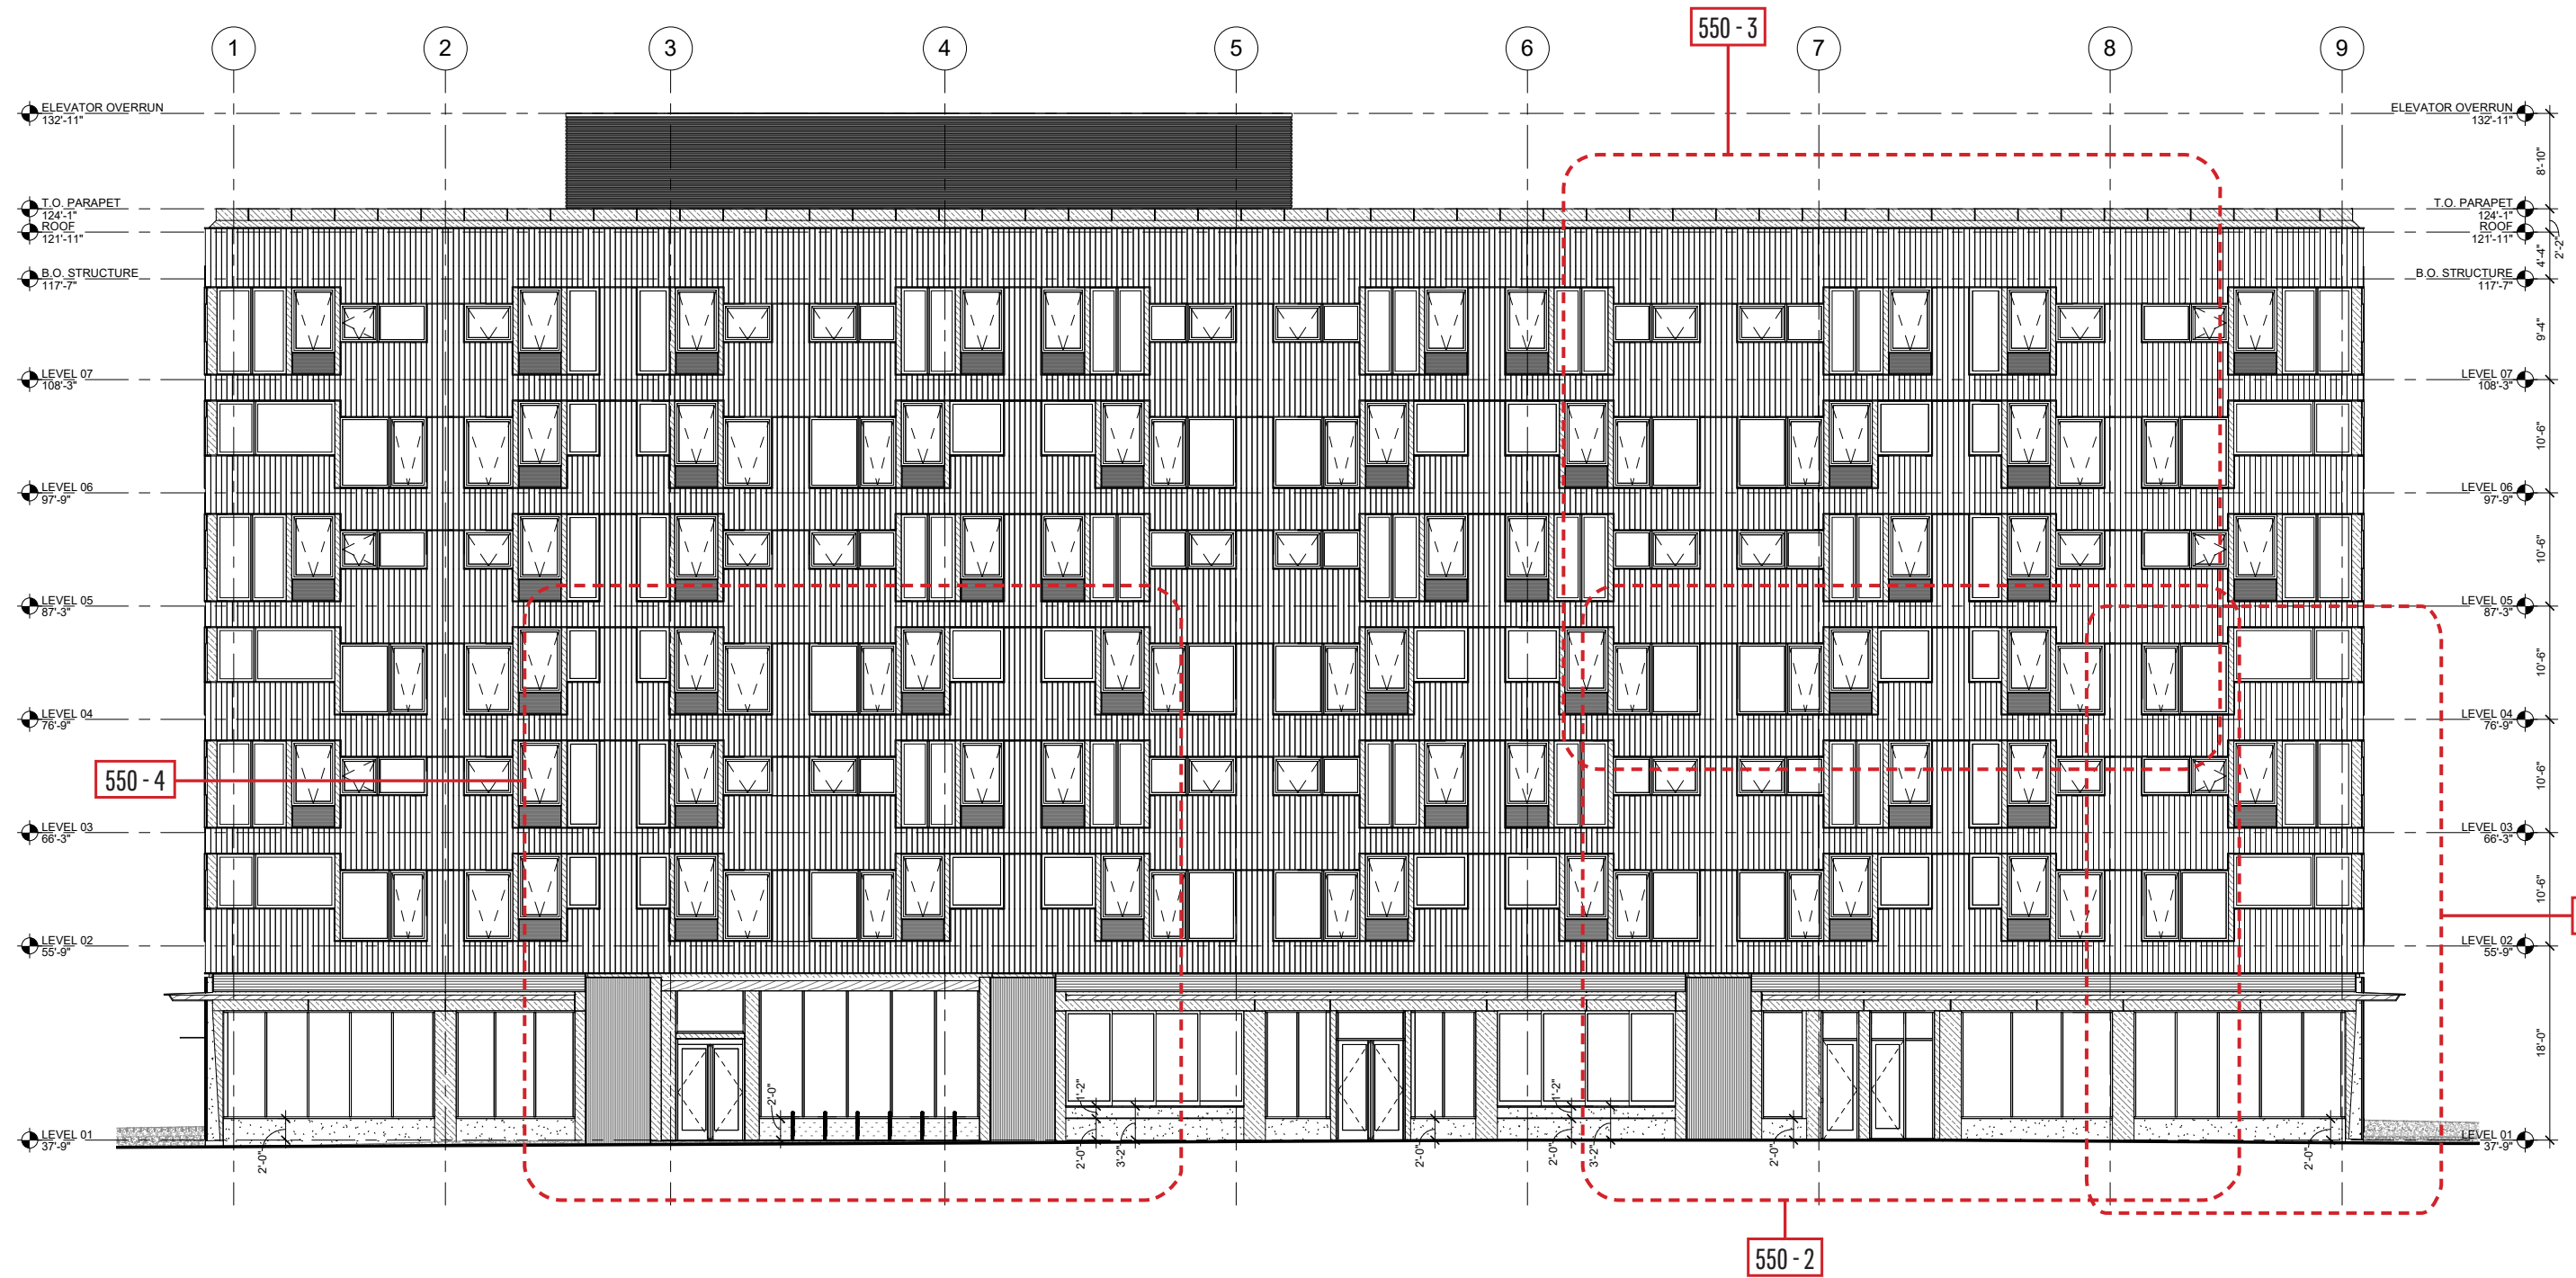 550 - 3
1 2 3 4 5 6 7 8 9
ELEVATOR OVERRUN
132'-11"
ELEVATOR OVERRUN
132'-11"
8'-10"
T.O. PARAPET
124'-1"
T.O. PARAPET
124'-1"
ROOF
121'-11"
ROOF
121'-11"
2'-2"
4'-4"
B.O. STRUCTURE
117'-7"
B.O. STRUCTURE
117'-7"
9'-4"
LEVEL 07
108'-3"
LEVEL 07
108'-3"
10'-6"
LEVEL 06
97'-9"
LEVEL 06
97'-9"
10'-6"
LEVEL 05
87'-3"
LEVEL 05
87'-3"
10'-6"
LEVEL 04
76'-9"
LEVEL 04
76'-9"
550 - 4
10'-6"
LEVEL 03
66'-3"
LEVEL 03
66'-3"
10'-6"
LEVEL 02
55'-9"
LEVEL 02
55'-9"
18'-0"
2'-0"
1'-2"
1'-2"
LEVEL 01
37'-9"
LEVEL 01
37'-9"
2'-0"
2'-0"
3'-2"
2'-0"
2'-0"
3'-2"
2'-0"
2'-0"
550 - 2